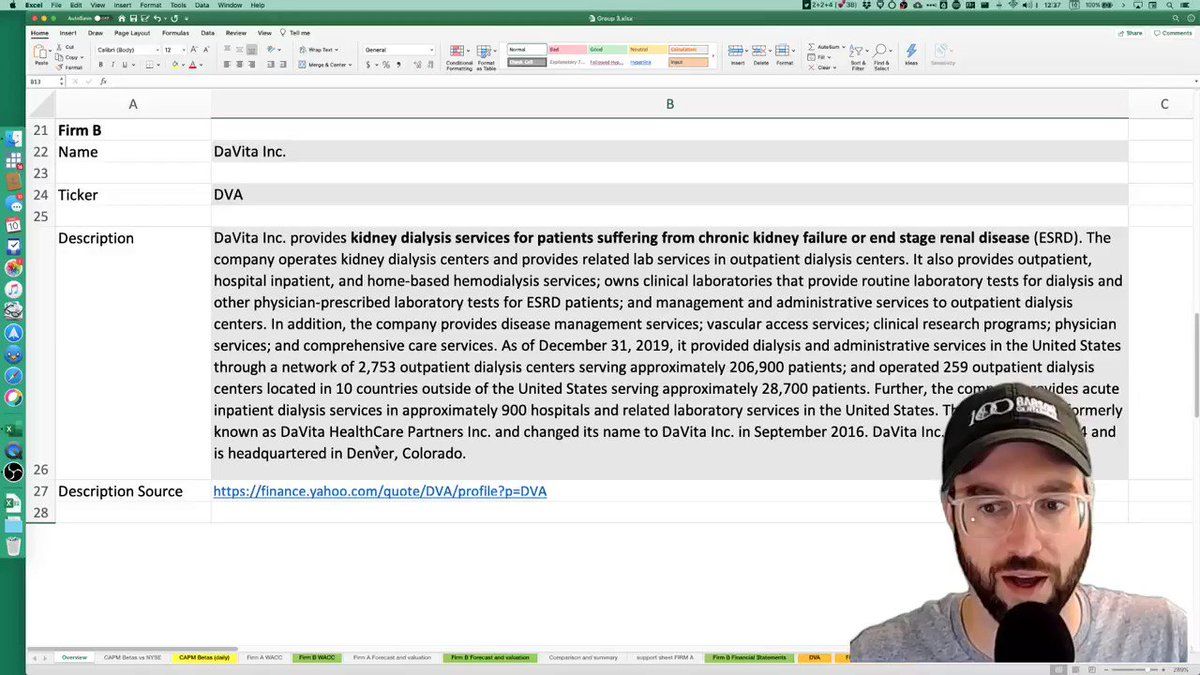 Excel File Edit View Insert Format Tools Data Window Help
12:37
100%
AutoSave
Group 3.xlsx
Home Insert Draw Page Layout Formulas Data Review View Tell me
Share Comments
Paste
Cut
Copy
Format
Calibri (Body) 12
Wrap Text
Merge & Center
General
Conditional Formatting
Format as Table
Normal Bad Good Neutral Calculation
Check Cell Explanatory T... Followed Hyp... Hyperlink Input
Insert Delete Format
AutoSum
Fill
Clear
Sort & Filter
Find & Select
Ideas
Sensitivity
B13
fx
A B C
21 Firm B
22 Name DaVita Inc.
23
24 Ticker DVA
25
Description DaVita Inc. provides kidney dialysis services for patients suffering from chronic kidney failure or end stage renal disease (ESRD). The
company operates kidney dialysis centers and provides related lab services in outpatient dialysis centers. It also provides outpatient,
hospital inpatient, and home-based hemodialysis services; owns clinical laboratories that provide routine laboratory tests for dialysis and
other physician-prescribed laboratory tests for ESRD patients; and management and administrative services to outpatient dialysis
centers. In addition, the company provides disease management services; vascular access services; clinical research programs; physician
services; and comprehensive care services. As of December 31, 2019, it provided dialysis and administrative services in the United States
through a network of 2,753 outpatient dialysis centers serving approximately 206,900 patients; and operated 259 outpatient dialysis
centers located in 10 countries outside of the United States serving approximately 28,700 patients. Further, the acute
inpatient dialysis services in approximately 900 hospitals and related laboratory services in the United States. formerly
known as DaVita HealthCare Partners Inc. and changed its name to DaVita Inc. in September 2016. DaVita Inc. 4 and
is headquartered in Denver, Colorado.
26
27 Description Source https://finance.yahoo.com/quote/DVA/profile?p=DVA
28
Overview CAPM Betas vs NYSE CAPM Betas (daily) Firm A WACC Firm B WACC Firm A Forecast and valuation Firm B Forecast and valuation Comparison and summary support sheet FIRM A Firm B Financial Statements DVA
289%
100